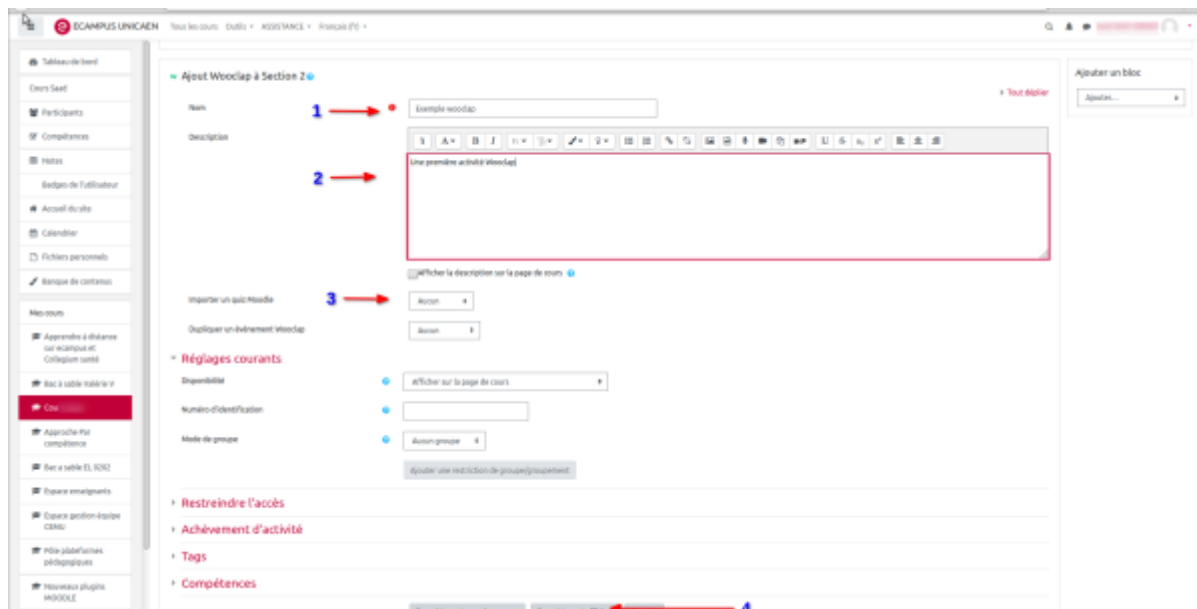 ECAMPUS UNICAEN Tous les cours Outils ASSISTANCE Français (fr)
Tableau de bord
Cours Saad
Participants
Compétences
Notes
Badges de l'utilisateur
Accueil du site
Calendrier
Fichiers personnels
Banque de contenus
Mes cours
Apprendre à distance
sur ecampus et
Collegium santé
Bac à sable Valérie V
Cou
Approche Par
compétence
Bac a sable EL
Espace enseignants
Espace gestion équipe
CEMU
Pôle plateformes
pédagogiques
Nouveaux plugins
MOODLE
Ajout Wooclap à Section 2
Tout déplier
Nom
1
Exemple wooclap
Description
2
Une première activité Wooclap
Afficher la description sur la page de cours
Importer un quiz Moodle
3
Aucun
Dupliquer un événement Wooclap
Aucun
Réglages courants
Disponibilité
Afficher sur la page de cours
Numéro d'identification
Mode de groupe
Aucun groupe
Ajouter une restriction de groupe/groupement
Restreindre l'accès
Achèvement d'activité
Tags
Compétences
4
Ajouter un bloc
Ajouter...